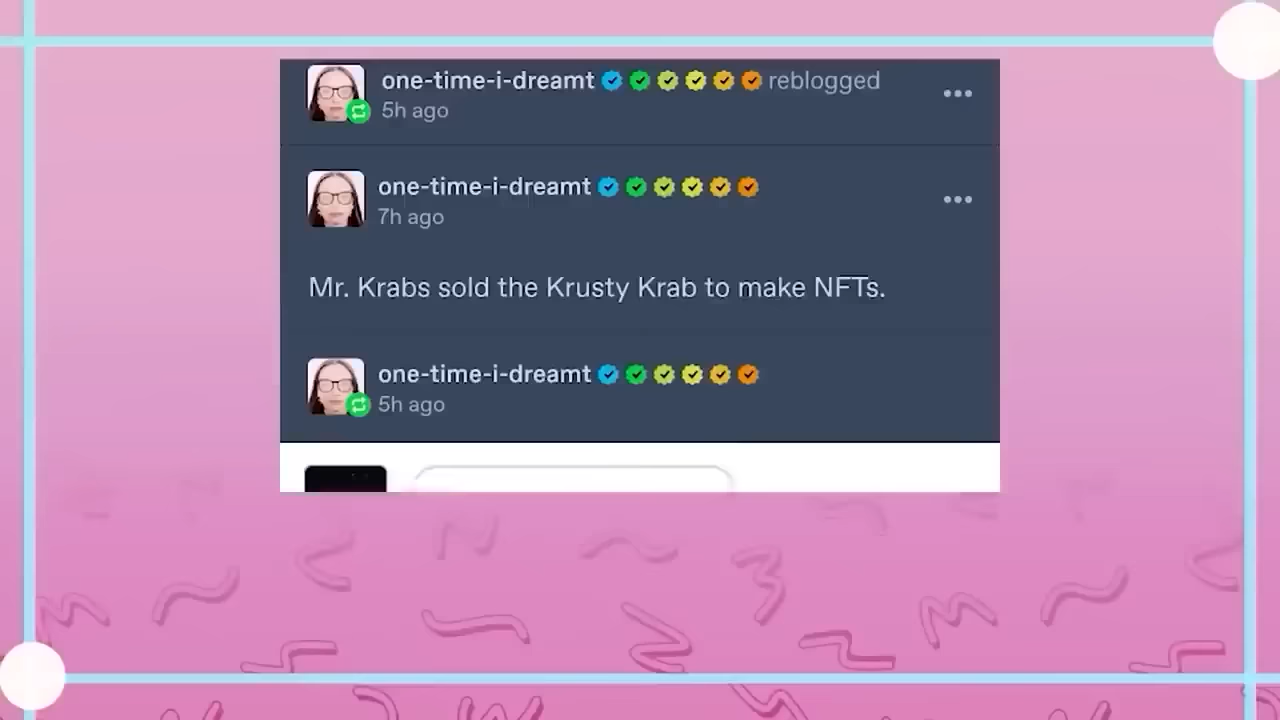 one-time-i-dreamt reblogged
5h ago
one-time-i-dreamt
7h ago
Mr. Krabs sold the Krusty Krab to make NFTs.
one-time-i-dreamt
5h ago